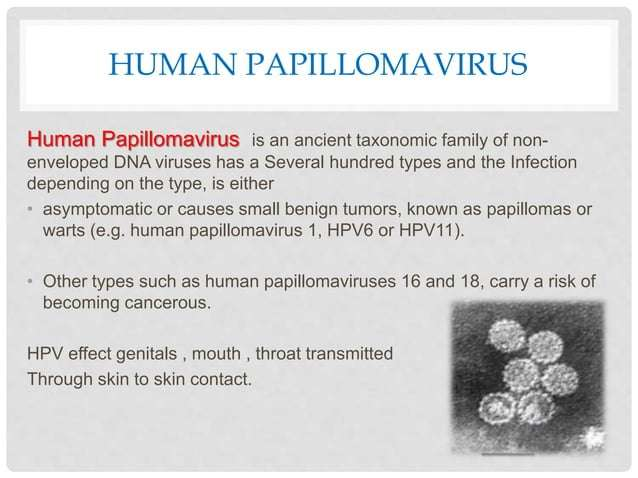 HUMAN PAPILLOMAVIRUS
Human Papillomavirus is an ancient taxonomic family of non-
enveloped DNA viruses has a Several hundred types and the Infection
depending on the type, is either
• asymptomatic or causes small benign tumors, known as papillomas or
warts (e.g. human papillomavirus 1, HPV6 or HPV11).
• Other types such as human papillomaviruses 16 and 18, carry a risk of
becoming cancerous.
HPV effect genitals , mouth , throat transmitted
Through skin to skin contact.